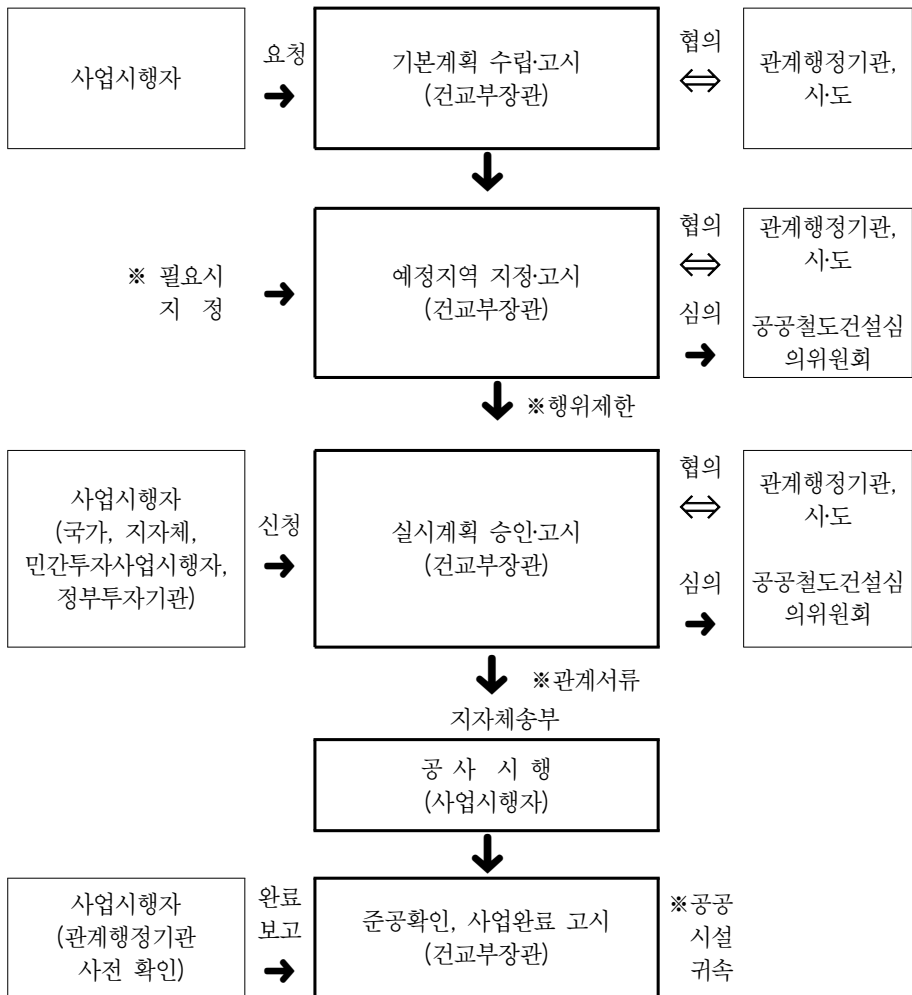 사업시행자
요청
기본계획 수립·고시
(건교부장관)
협의
관계행정기관,
시·도
※ 필요시
지 정
예정지역 지정·고시
(건교부장관)
협의
심의
관계행정기관,
시·도
공공철도건설심
의위원회
※행위제한
사업시행자
(국가, 지자체,
민간투자사업시행자,
정부투자기관)
신청
실시계획 승인·고시
(건교부장관)
협의
심의
관계행정기관,
시·도
공공철도건설심
의위원회
※관계서류
지자체송부
공 사 시 행
(사업시행자)
사업시행자
(관계행정기관
사전 확인)
완료
보고
준공확인, 사업완료 고시
(건교부장관)
※공공
시설
귀속